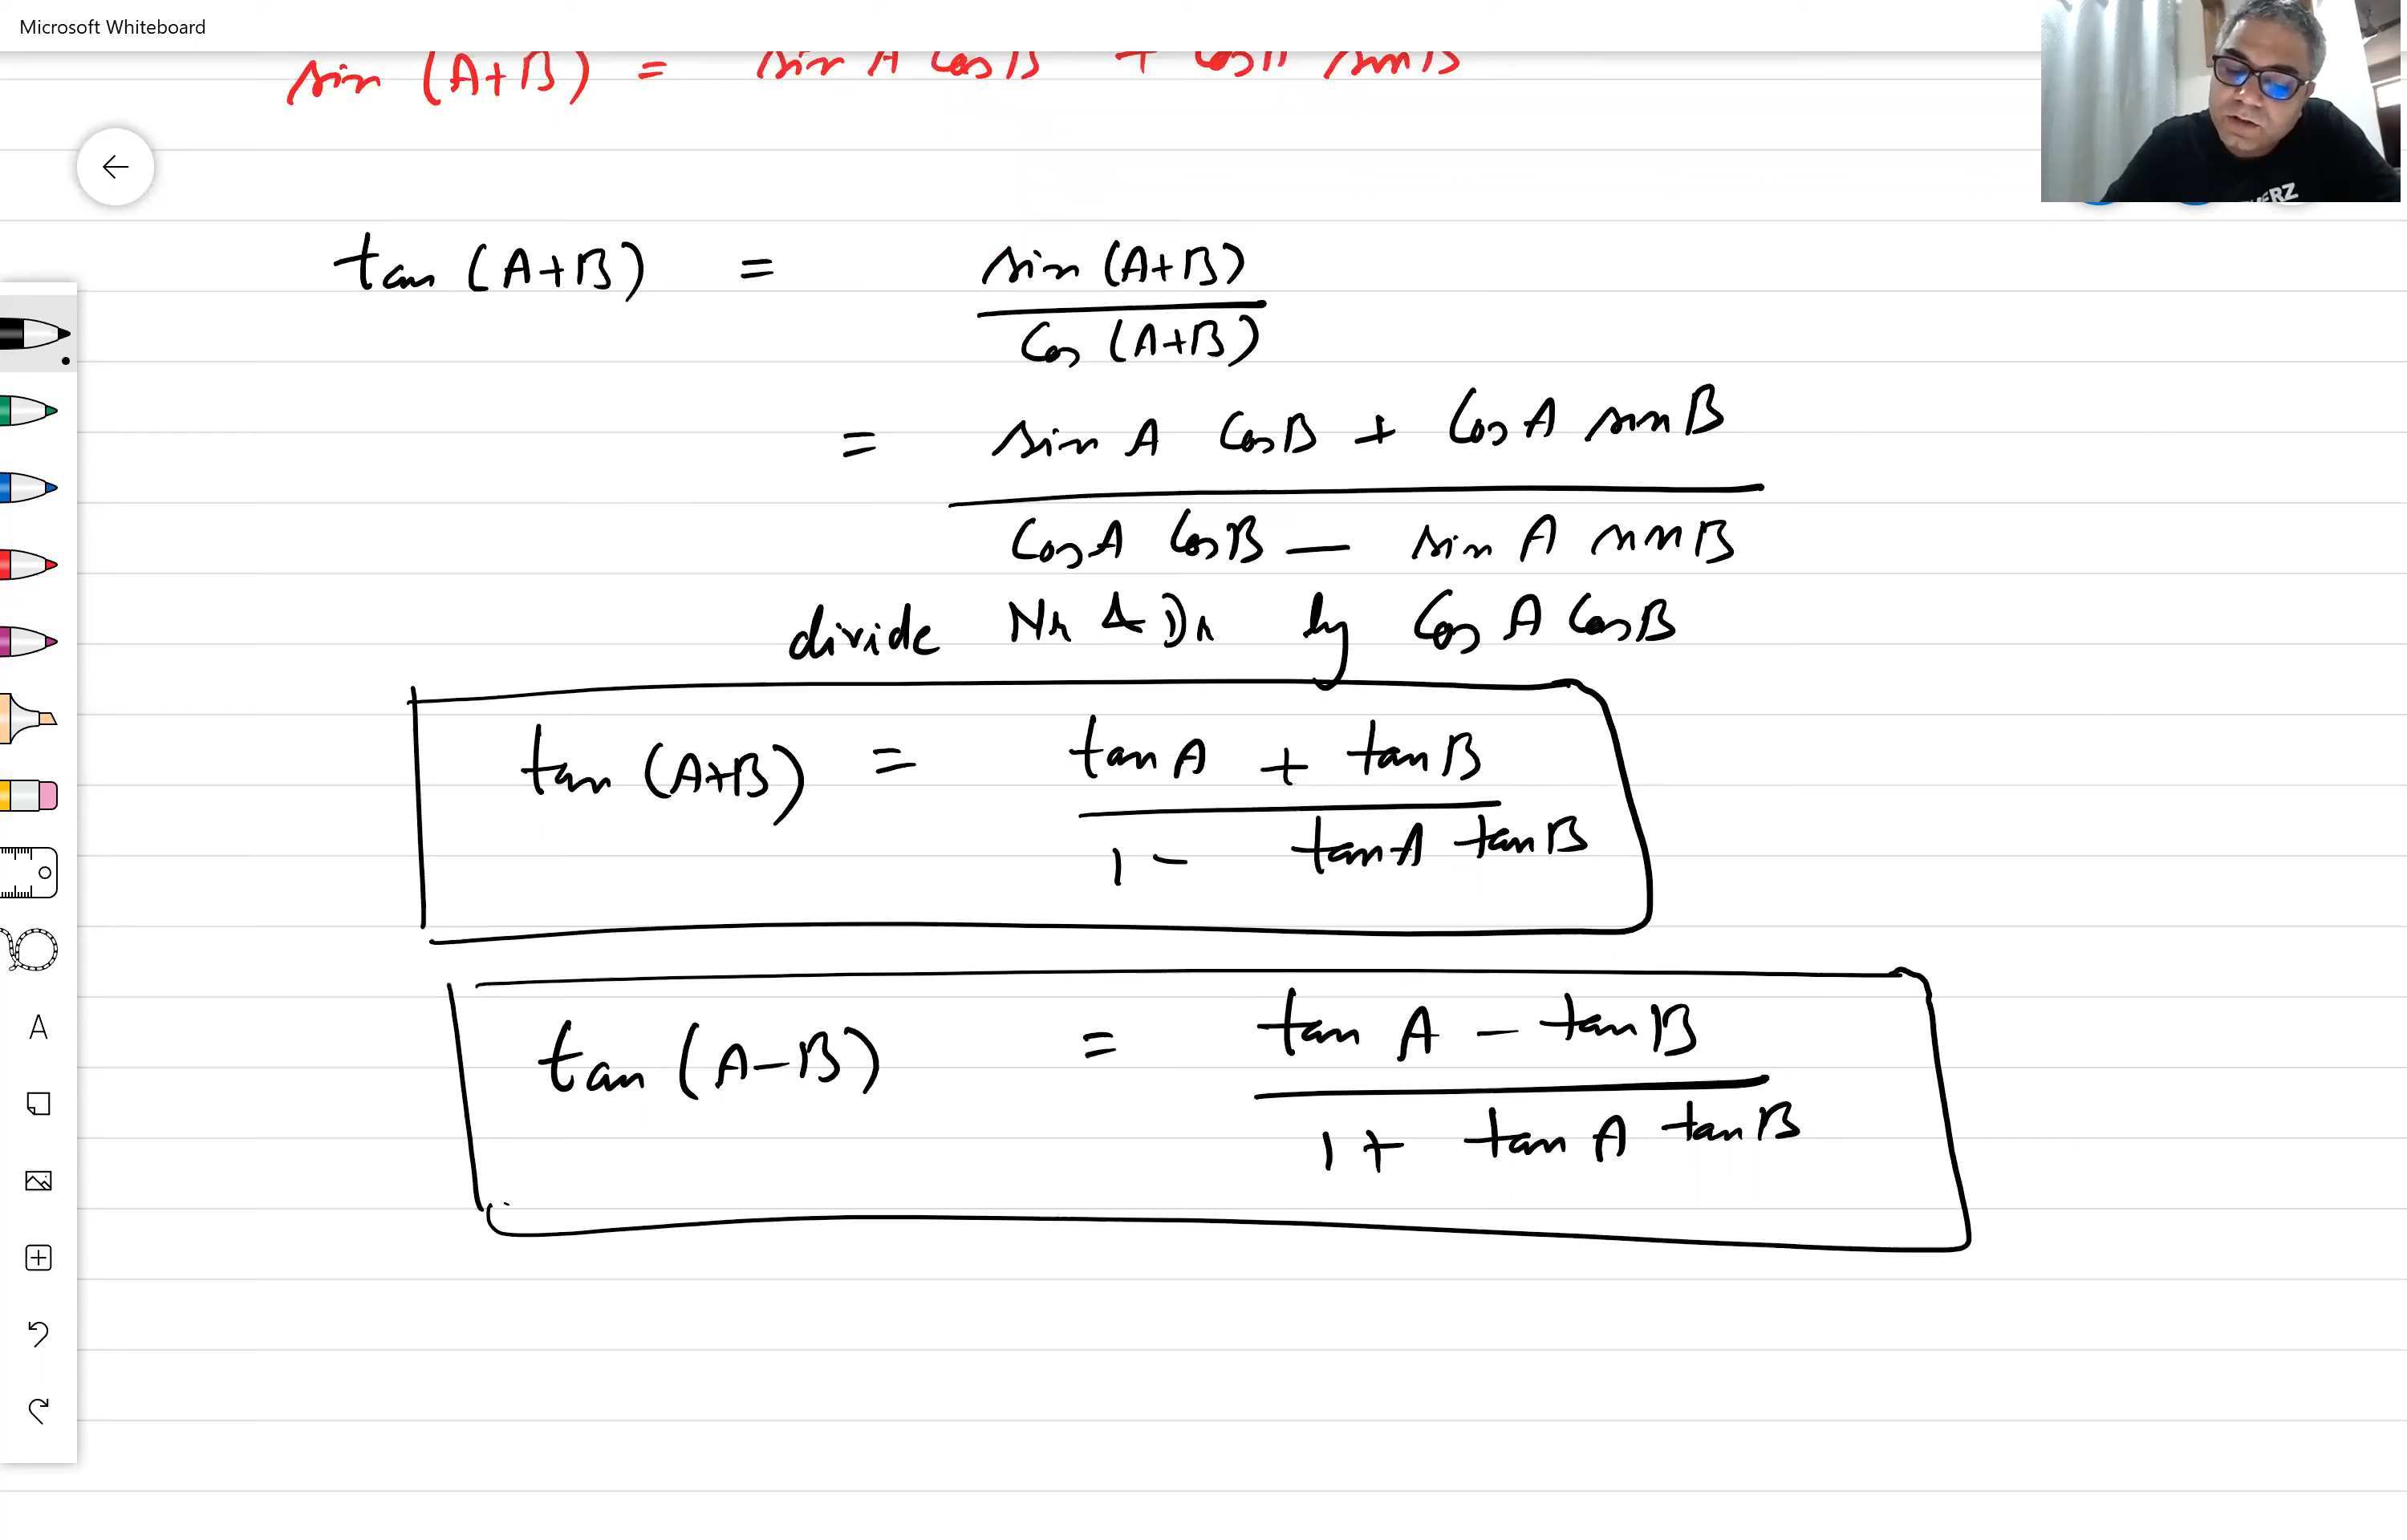 Microsoft Whiteboard
sin (A+B) = sin A cos B + cos A sin B
tan (A+B) = sin (A+B)
cos (A+B)
= sin A cos B + cos A sin B
cos A cos B — sin A sin B
divide Nr & Dr by cos A cos B
tan (A+B) = tan A + tan B
1 - tan A tan B
tan (A-B) = tan A - tan B
1 + tan A tan B